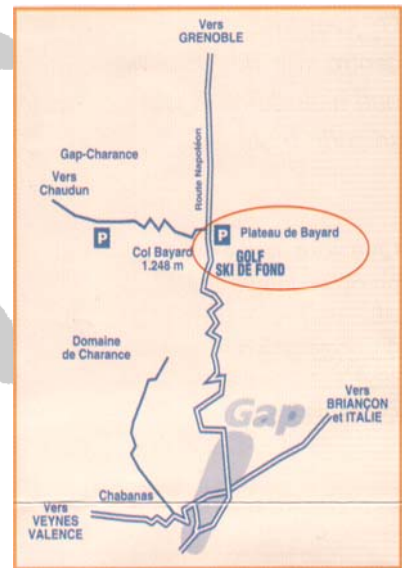 Vers
GRENOBLE
Route Napoléon
Gap-Charance
Vers
Chaudun
P
P
Plateau de Bayard
Col Bayard
1.248 m
GOLF
SKI DE FOND
Domaine
de Charance
Gap
Vers
BRIANÇON
et ITALIE
Chabanas
Vers
VEYNES
VALENCE